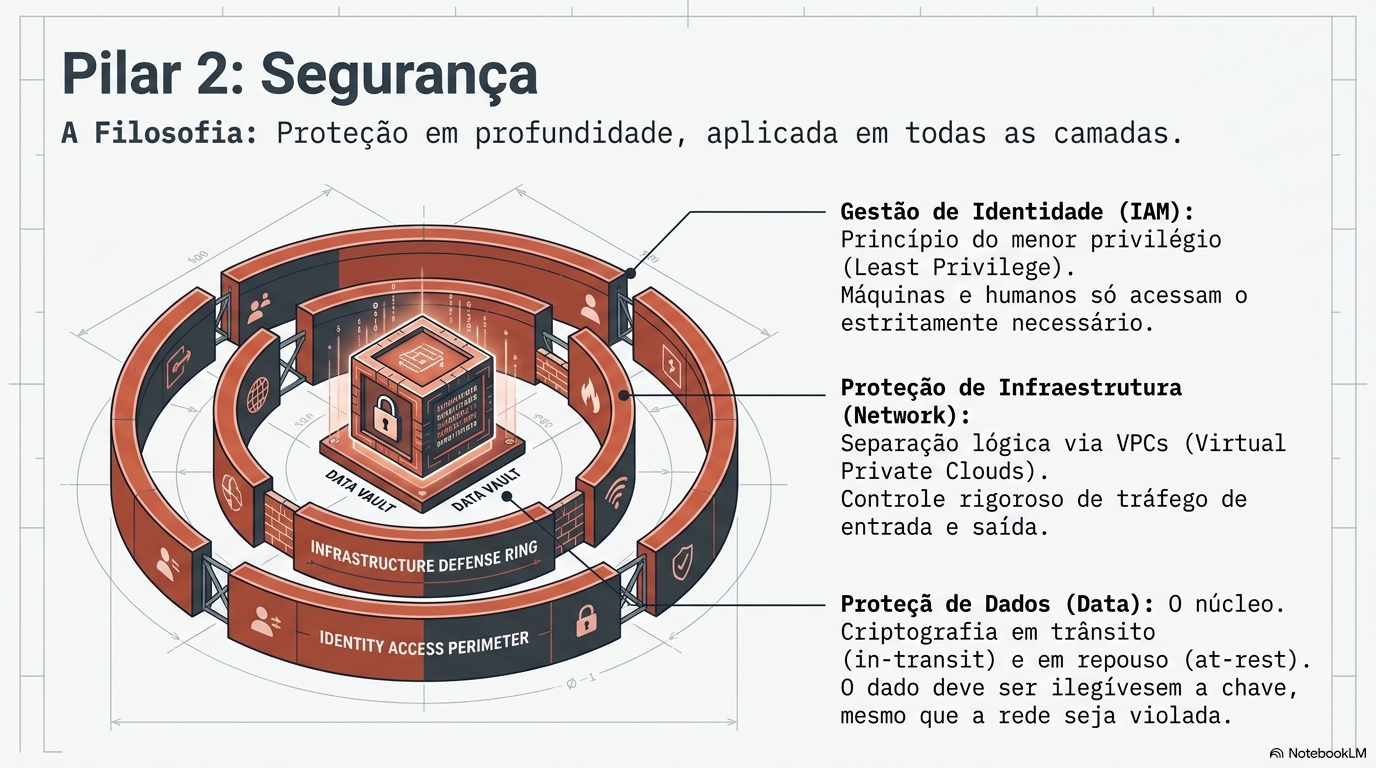 Pilar 2: Segurança
A Filosofia: Proteção em profundidade, aplicada em todas as camadas.
Gestão de Identidade (IAM):
Princípio do menor privilégio
(Least Privilege).
Máquinas e humanos só acessam o
estritamente necessário.
Proteção de Infraestrutura
(Network):
Separação lógica via VPCs (Virtual
Private Clouds).
Controle rigoroso de tráfego de
entrada e saída.
Proteçã de Dados (Data): O núcleo.
Criptografia em trânsito
(in-transit) e em repouso (at-rest).
O dado deve ser ilegívesem a chave,
mesmo que a rede seja violada.
DATA VAULT
DATA VAULT
INFRASTRUCTURE DEFENSE RING
IDENTITY ACCESS PERIMETER
NotebookLM